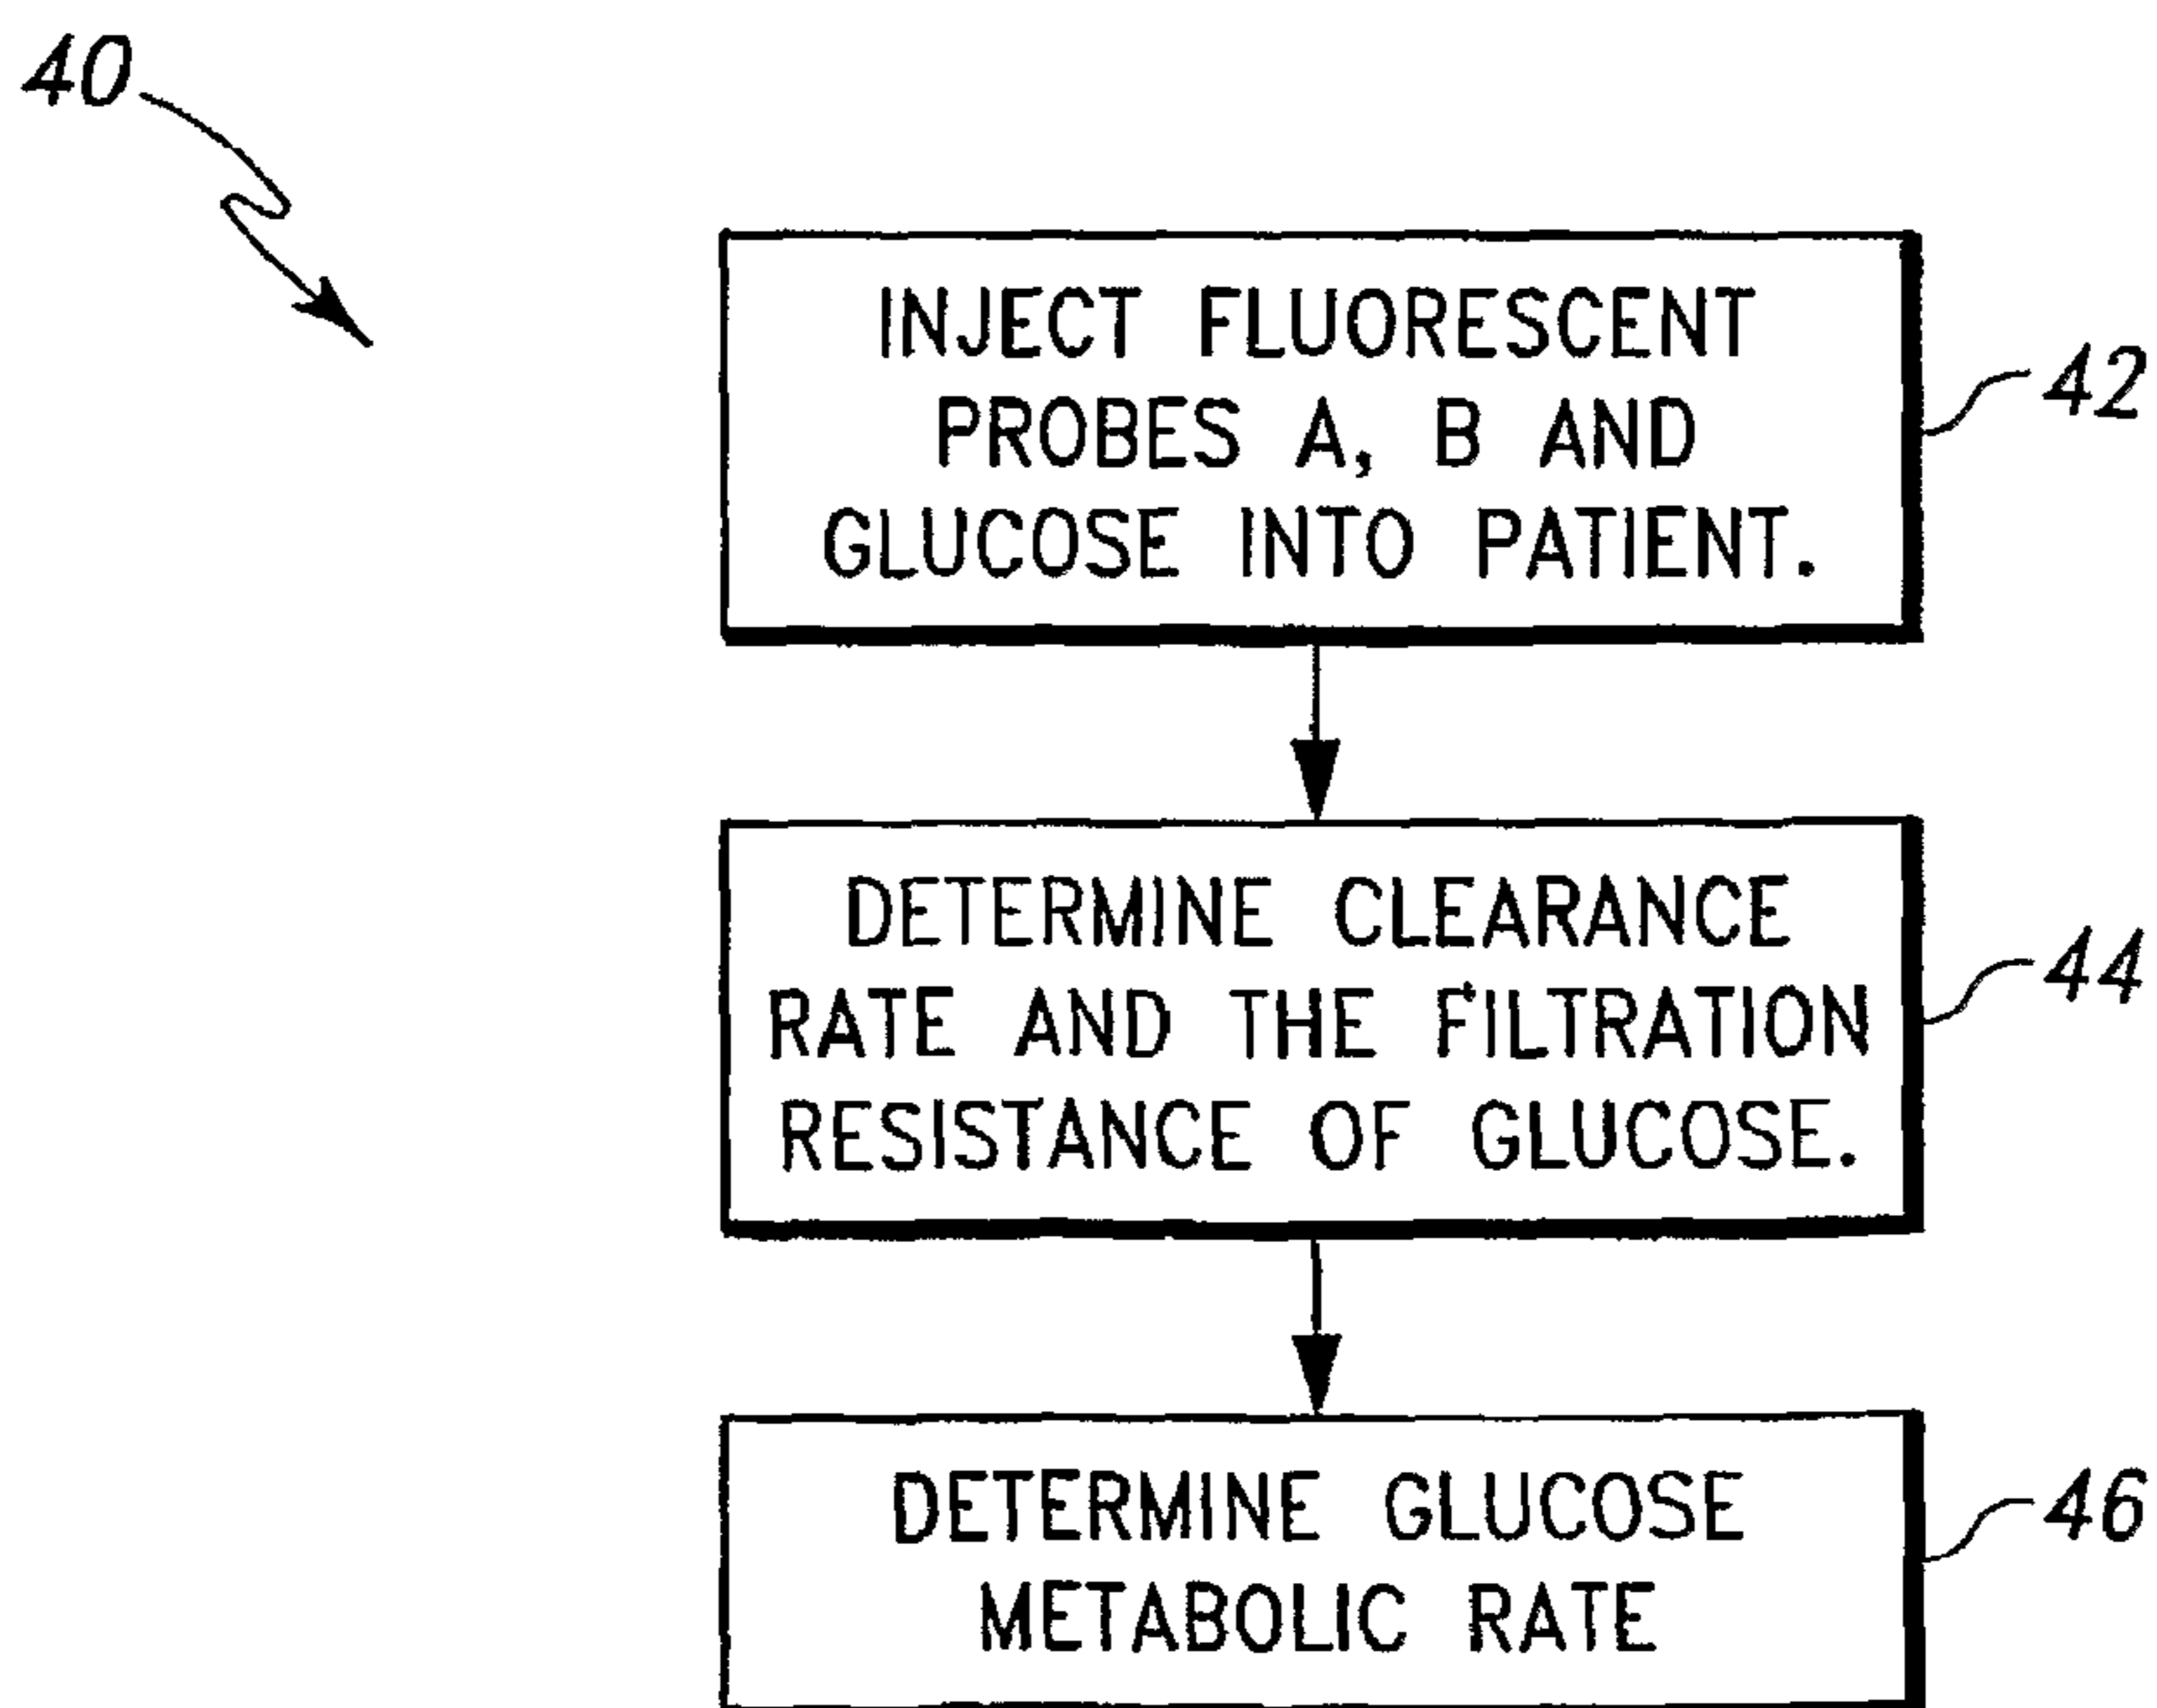 40
INJECT FLUORESCENT
PROBES A, B AND
GLUCOSE INTO PATIENT.
42
DETERMINE CLEARANCE
RATE AND THE FILTRATION
RESISTANCE OF GLUCOSE.
44
DETERMINE GLUCOSE
METABOLIC RATE
46